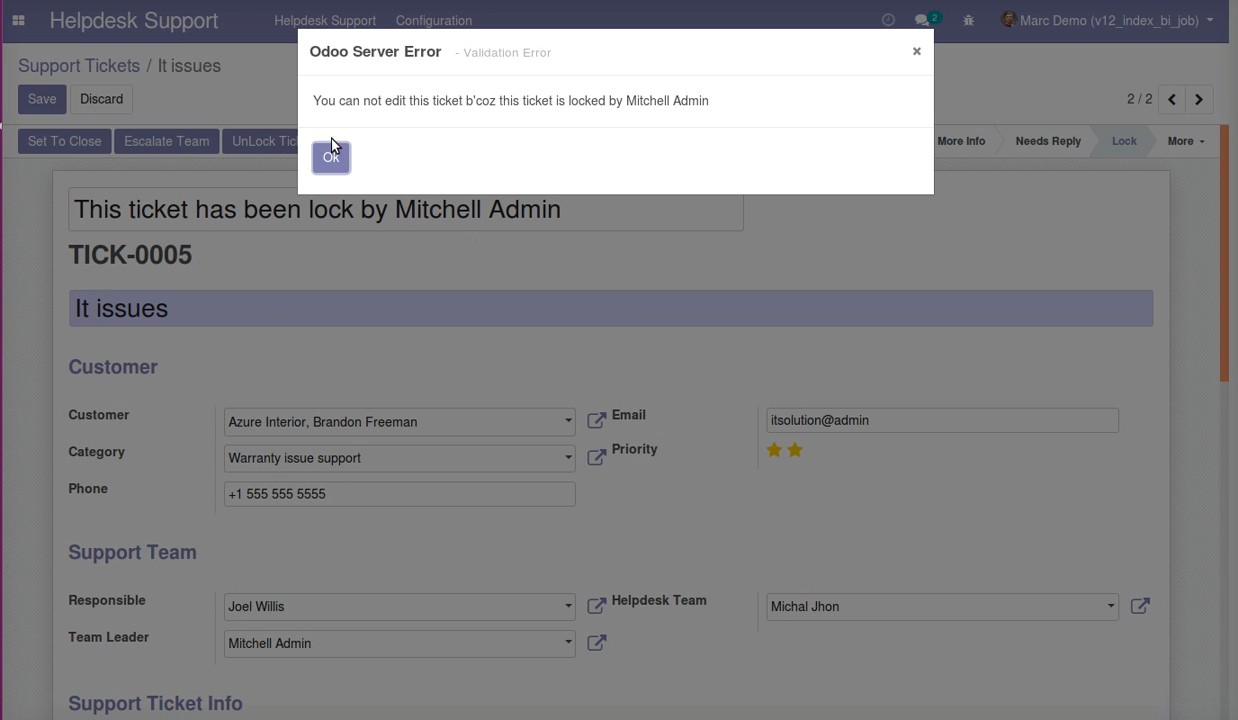 Helpdesk Support Helpdesk Support Configuration 2 Marc Demo (v12_index_bi_job)
Odoo Server Error - Validation Error ×
Support Tickets / It issues
You can not edit this ticket b'coz this ticket is locked by Mitchell Admin
Save Discard 2 / 2
Set To Close Escalate Team UnLock Tic More Info Needs Reply Lock More
Ok
This ticket has been lock by Mitchell Admin
TICK-0005
It issues
Customer
Customer Azure Interior, Brandon Freeman Email itsolution@admin
Category Warranty issue support Priority
Phone +1 555 555 5555
Support Team
Responsible Joel Willis Helpdesk Team Michal Jhon
Team Leader Mitchell Admin
Support Ticket Info